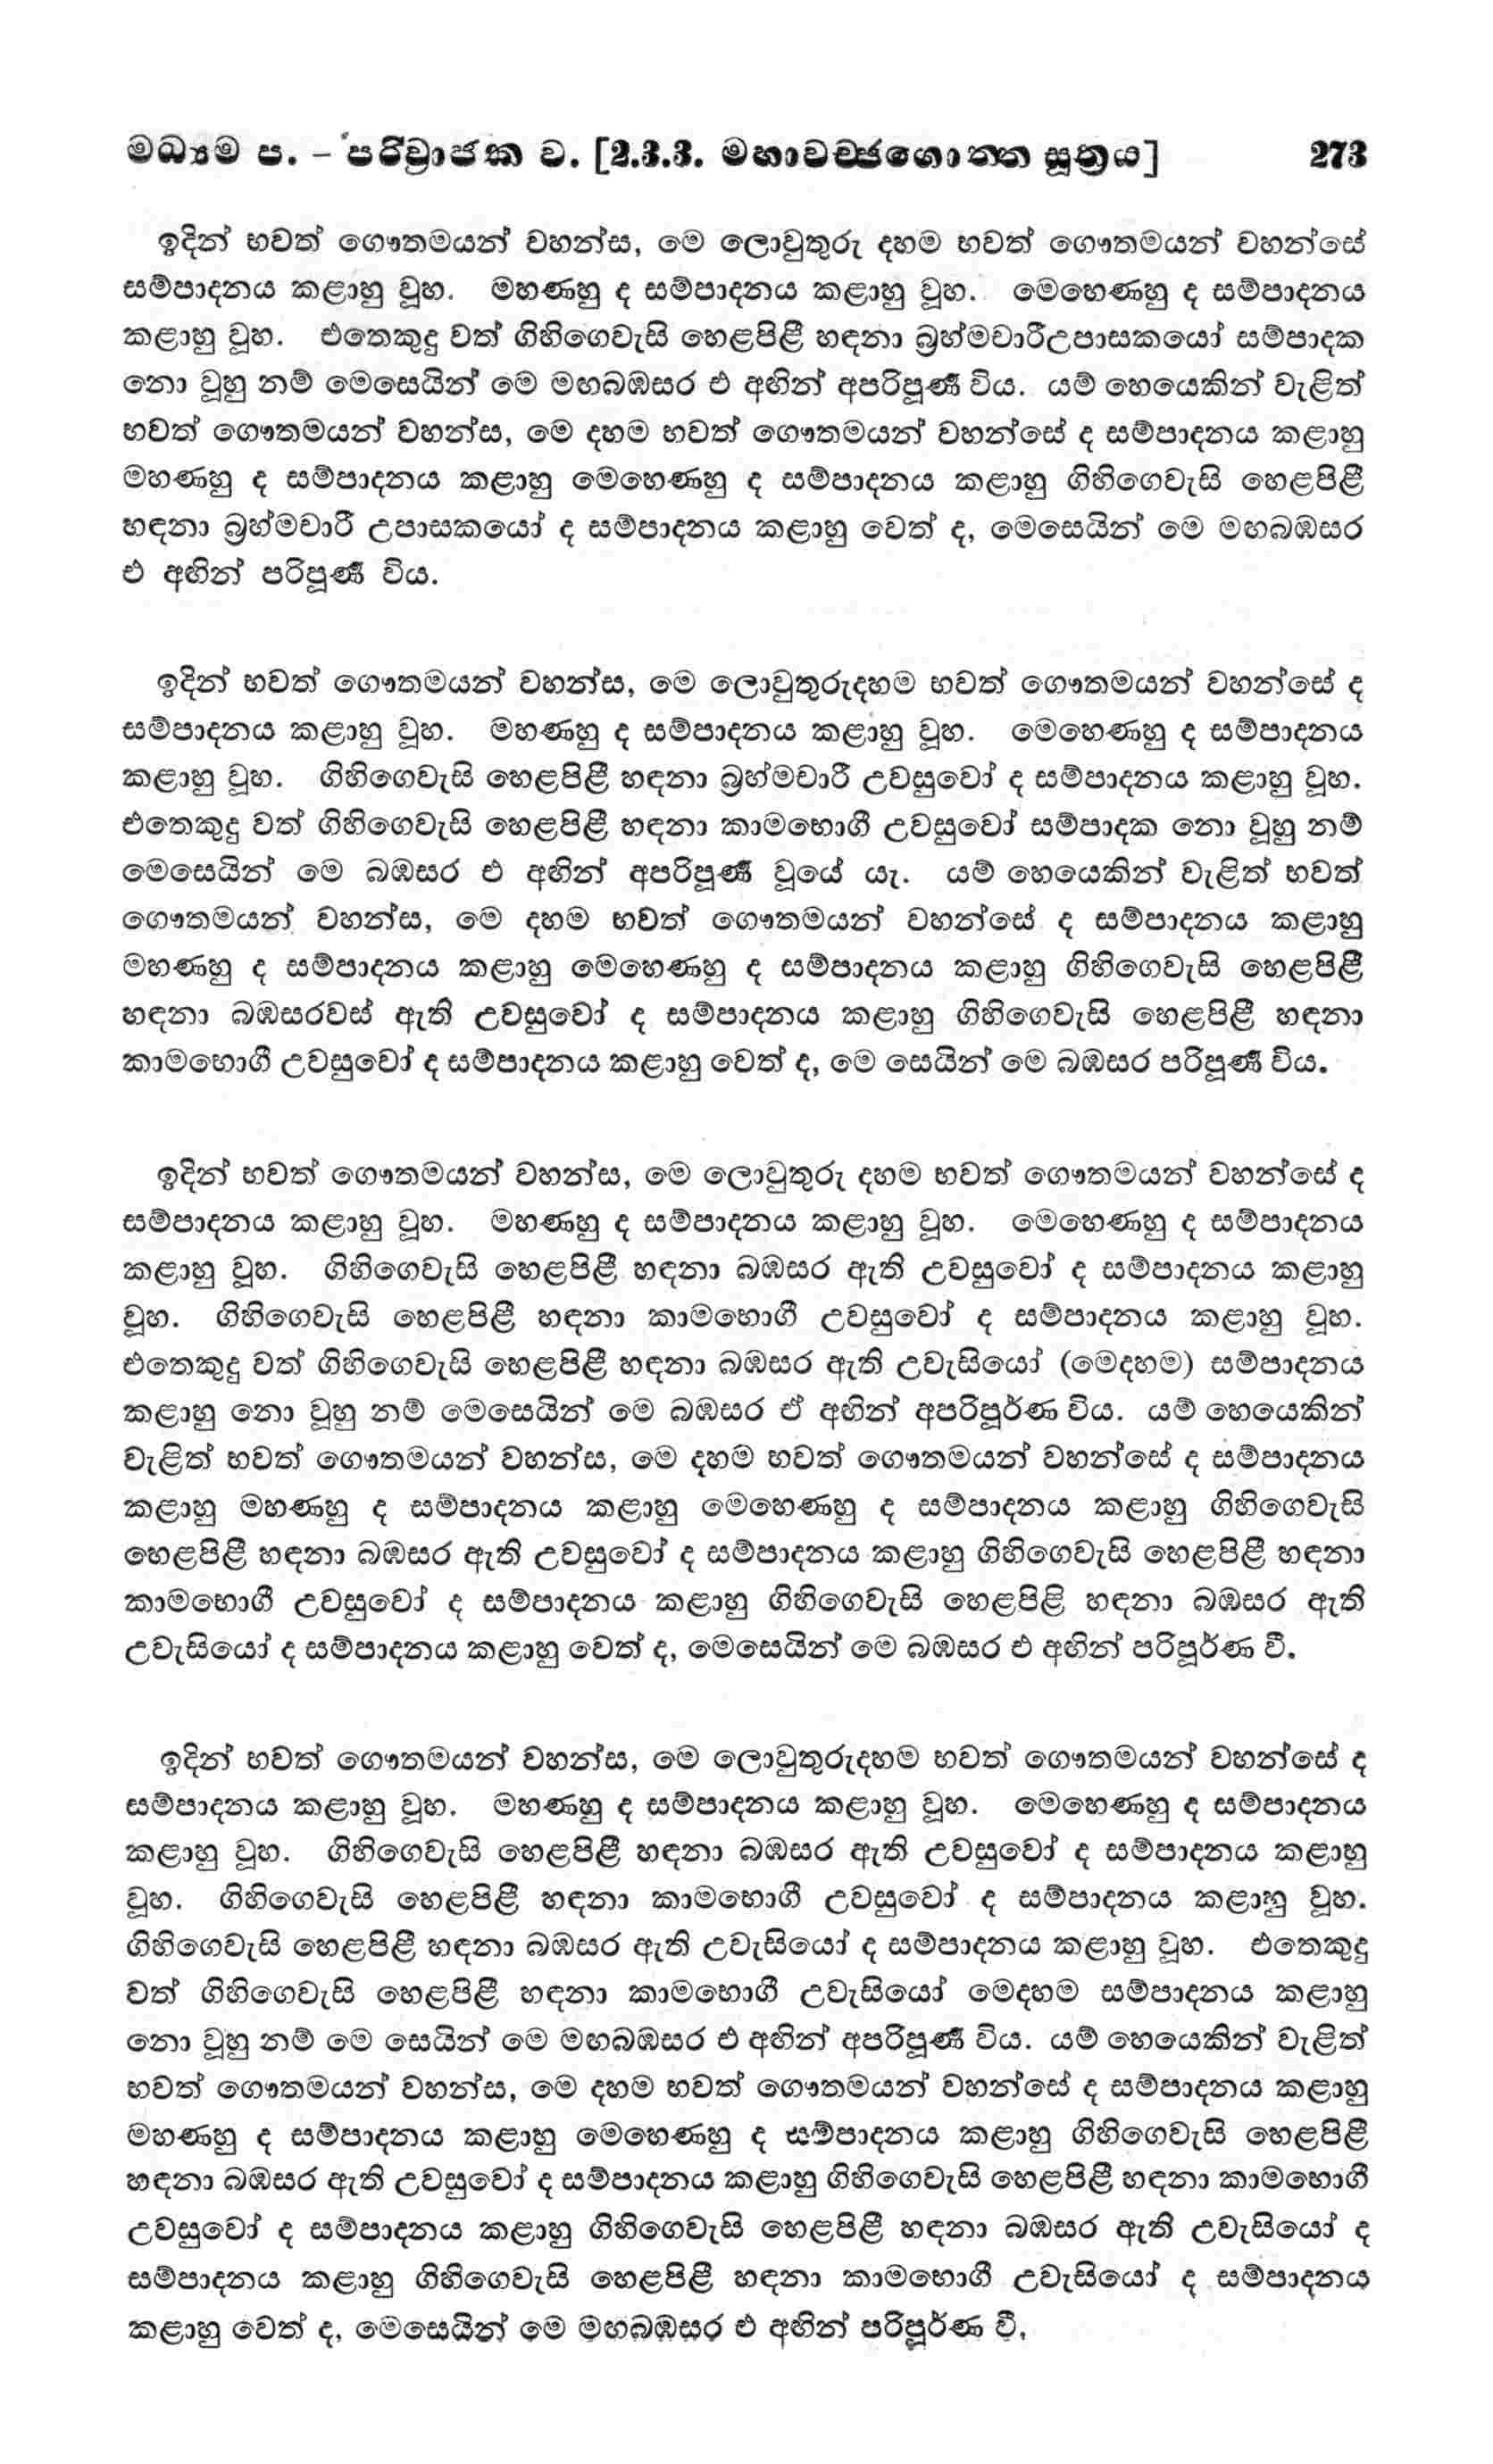 මධ්‍යම ප. – පරිව්‍රාජක ව. [2.3.3. මහාවච්ඡගොත්ත සූත්‍රය] 273
ඉදින් භවත් ගෞතමයන් වහන්ස, මෙ ලොවුතුරු දහම භවත් ගෞතමයන් වහන්සේ
සම්පාදනය කළාහු වූහ. මහණහු ද සම්පාදනය කළාහු වූහ. මෙහෙණහු ද සම්පාදනය
කළාහු වූහ. එතෙකුදු වත් ගිහිගෙවැසි හෙළපිළී හඳනා බ්‍රහ්මචාරීඋපාසකයෝ සම්පාදක
නො වූහු නම් මෙසෙයින් මෙ මඟබඹසර එ අඟින් අපරිපූර්‍ණ විය. යම් හෙයෙකින් වැළිත්
භවත් ගෞතමයන් වහන්ස, මෙ දහම භවත් ගෞතමයන් වහන්සේ ද සම්පාදනය කළාහු
මහණහු ද සම්පාදනය කළාහු මෙහෙණහු ද සම්පාදනය කළාහු ගිහිගෙවැසි හෙළපිළී
හඳනා බ්‍රහ්මචාරී උපාසකයෝ ද සම්පාදනය කළාහු වෙත් ද, මෙසෙයින් මෙ මඟබඹසර
එ අඟින් පරිපූර්‍ණ විය.
ඉදින් භවත් ගෞතමයන් වහන්ස, මෙ ලොවුතුරුදහම භවත් ගෞතමයන් වහන්සේ ද
සම්පාදනය කළාහු වූහ. මහණහු ද සම්පාදනය කළාහු වූහ. මෙහෙණහු ද සම්පාදනය
කළාහු වූහ. ගිහිගෙවැසි හෙළපිළී හඳනා බ්‍රහ්මචාරී උවසුවෝ ද සම්පාදනය කළාහු වූහ.
එතෙකුදු වත් ගිහිගෙවැසි හෙළපිළී හඳනා කාමභොගී උවසුවෝ සම්පාදක නො වූහු නම්
මෙසෙයින් මෙ බඹසර එ අඟින් අපරිපූර්‍ණ වූයේ යැ. යම් හෙයෙකින් වැළිත් භවත්
ගෞතමයන් වහන්ස, මෙ දහම භවත් ගෞතමයන් වහන්සේ ද සම්පාදනය කළාහු
මහණහු ද සම්පාදනය කළාහු මෙහෙණහු ද සම්පාදනය කළාහු ගිහිගෙවැසි හෙළපිළී
හඳනා බඹසරවස් ඇති උවසුවෝ ද සම්පාදනය කළාහු ගිහිගෙවැසි හෙළපිළී හඳනා
කාමභොගී උවසුවෝ ද සම්පාදනය කළාහු වෙත් ද, මෙ සෙයින් මෙ බඹසර පරිපූර්‍ණ විය.
ඉදින් භවත් ගෞතමයන් වහන්ස, මෙ ලොවුතුරු දහම භවත් ගෞතමයන් වහන්සේ ද
සම්පාදනය කළාහු වූහ. මහණහු ද සම්පාදනය කළාහු වූහ. මෙහෙණහු ද සම්පාදනය
කළාහු වූහ. ගිහිගෙවැසි හෙළපිළී හඳනා බඹසර ඇති උවසුවෝ ද සම්පාදනය කළාහු
වූහ. ගිහිගෙවැසි හෙළපිළී හඳනා කාමභොගී උවසුවෝ ද සම්පාදනය කළාහු වූහ.
එතෙකුදු වත් ගිහිගෙවැසි හෙළපිළී හඳනා බඹසර ඇති උවැසියෝ (මෙදහම) සම්පාදනය
කළාහු නො වූහු නම් මෙසෙයින් මෙ බඹසර ඒ අඟින් අපරිපූර්ණ විය. යම් හෙයෙකින්
වැළිත් භවත් ගෞතමයන් වහන්ස, මෙ දහම භවත් ගෞතමයන් වහන්සේ ද සම්පාදනය
කළාහු මහණහු ද සම්පාදනය කළාහු මෙහෙණහු ද සම්පාදනය කළාහු ගිහිගෙවැසි
හෙළපිළී හඳනා බඹසර ඇති උවසුවෝ ද සම්පාදනය කළාහු ගිහිගෙවැසි හෙළපිළී හඳනා
කාමභොගී උවසුවෝ ද සම්පාදනය කළාහු ගිහිගෙවැසි හෙළපිළි හඳනා බඹසර ඇති
උවැසියෝ ද සම්පාදනය කළාහු වෙත් ද, මෙසෙයින් මෙ බඹසර එ අඟින් පරිපූර්ණ වී.
ඉදින් භවත් ගෞතමයන් වහන්ස, මෙ ලොවුතුරුදහම භවත් ගෞතමයන් වහන්සේ ද
සම්පාදනය කළාහු වූහ. මහණහු ද සම්පාදනය කළාහු වූහ. මෙහෙණහු ද සම්පාදනය
කළාහු වූහ. ගිහිගෙවැසි හෙළපිළී හඳනා බඹසර ඇති උවසුවෝ ද සම්පාදනය කළාහු
වූහ. ගිහිගෙවැසි හෙළපිළී හඳනා කාමභොගී උවසුවෝ ද සම්පාදනය කළාහු වූහ.
ගිහිගෙවැසි හෙළපිළී හඳනා බඹසර ඇති උවැසියෝ ද සම්පාදනය කළාහු වූහ. එතෙකුදු
වත් ගිහිගෙවැසි හෙළපිළී හඳනා කාමභොගී උවැසියෝ මෙදහම සම්පාදනය කළාහු
නො වූහු නම් මෙ සෙයින් මෙ මඟබඹසර එ අඟින් අපරිපූර්‍ණ විය. යම් හෙයෙකින් වැළිත්
භවත් ගෞතමයන් වහන්ස, මෙ දහම භවත් ගෞතමයන් වහන්සේ ද සම්පාදනය කළාහු
මහණහු ද සම්පාදනය කළාහු මෙහෙණහු ද සම්පාදනය කළාහු ගිහිගෙවැසි හෙළපිළී
හඳනා බඹසර ඇති උවසුවෝ ද සම්පාදනය කළාහු ගිහිගෙවැසි හෙළපිළී හඳනා කාමභොගී
උවසුවෝ ද සම්පාදනය කළාහු ගිහිගෙවැසි හෙළපිළී හඳනා බඹසර ඇති උවැසියෝ ද
සම්පාදනය කළාහු ගිහිගෙවැසි හෙළපිළී හඳනා කාමභොගී උවැසියෝ ද සම්පාදනය
කළාහු වෙත් ද, මෙසෙයින් මෙ මඟබඹසර එ අඟින් පරිපූර්ණ වී.